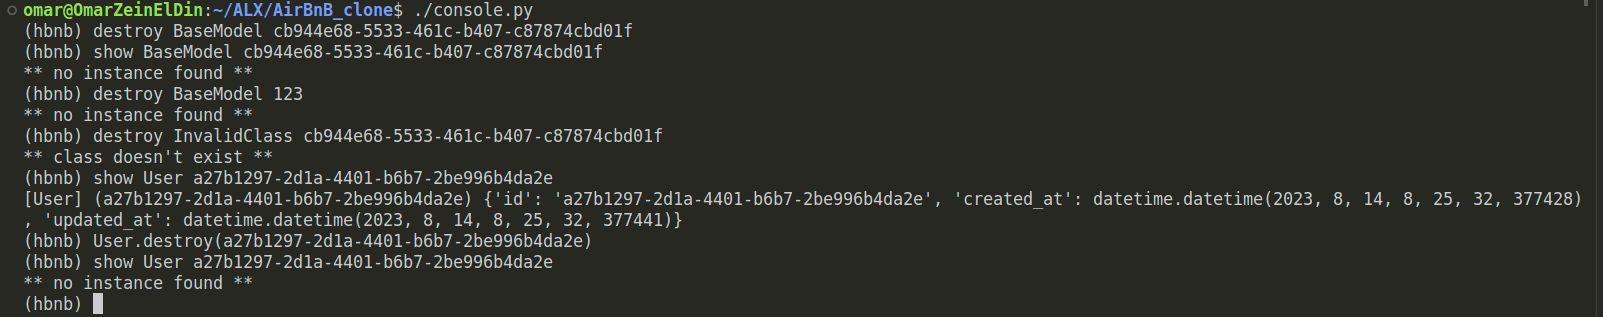 omar@OmarZeinElDin:~/ALX/AirBnB_clone$ ./console.py
(hbnb) destroy BaseModel cb944e68-5533-461c-b407-c87874cbd01f
(hbnb) show BaseModel cb944e68-5533-461c-b407-c87874cbd01f
** no instance found **
(hbnb) destroy BaseModel 123
** no instance found **
(hbnb) destroy InvalidClass cb944e68-5533-461c-b407-c87874cbd01f
** class doesn't exist **
(hbnb) show User a27b1297-2d1a-4401-b6b7-2be996b4da2e
[User] (a27b1297-2d1a-4401-b6b7-2be996b4da2e) {'id': 'a27b1297-2d1a-4401-b6b7-2be996b4da2e', 'created_at': datetime.datetime(2023, 8, 14, 8, 25, 32, 377428)
, 'updated_at': datetime.datetime(2023, 8, 14, 8, 25, 32, 377441)}
(hbnb) User.destroy(a27b1297-2d1a-4401-b6b7-2be996b4da2e)
(hbnb) show User a27b1297-2d1a-4401-b6b7-2be996b4da2e
** no instance found **
(hbnb)